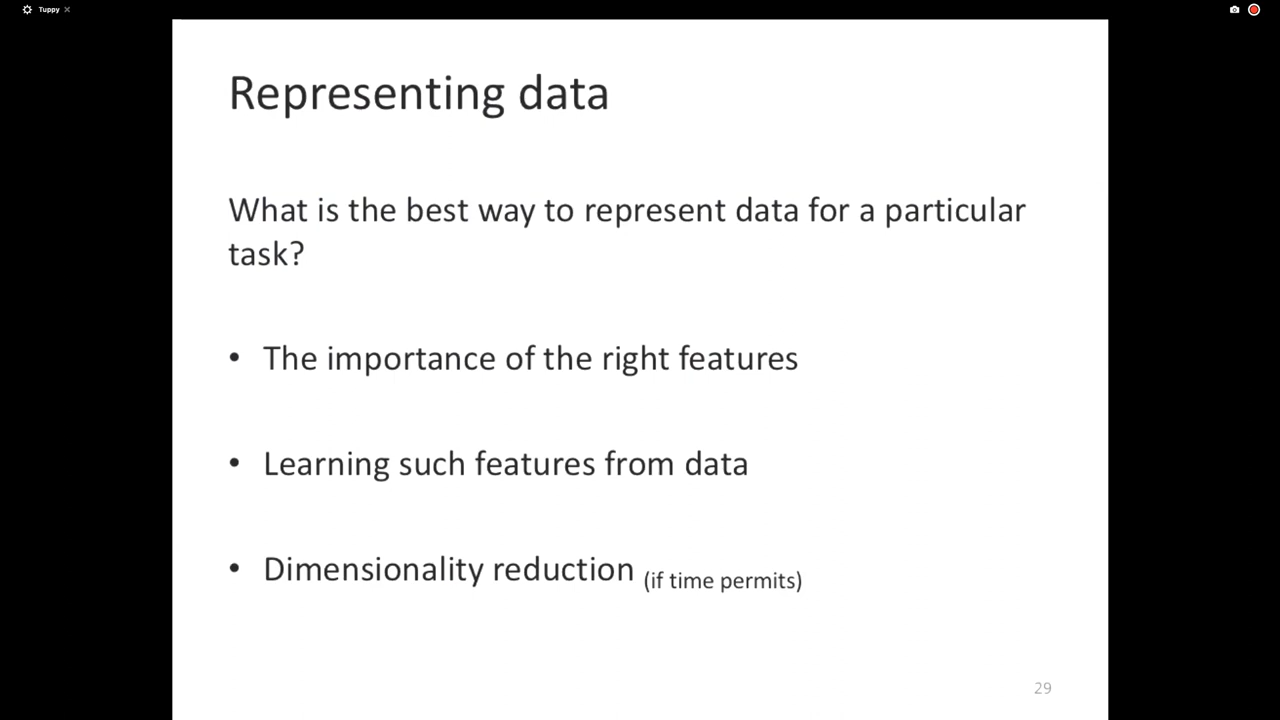 Tuppy
Representing data
What is the best way to represent data for a particular
task?
• The importance of the right features
• Learning such features from data
• Dimensionality reduction (if time permits)
29